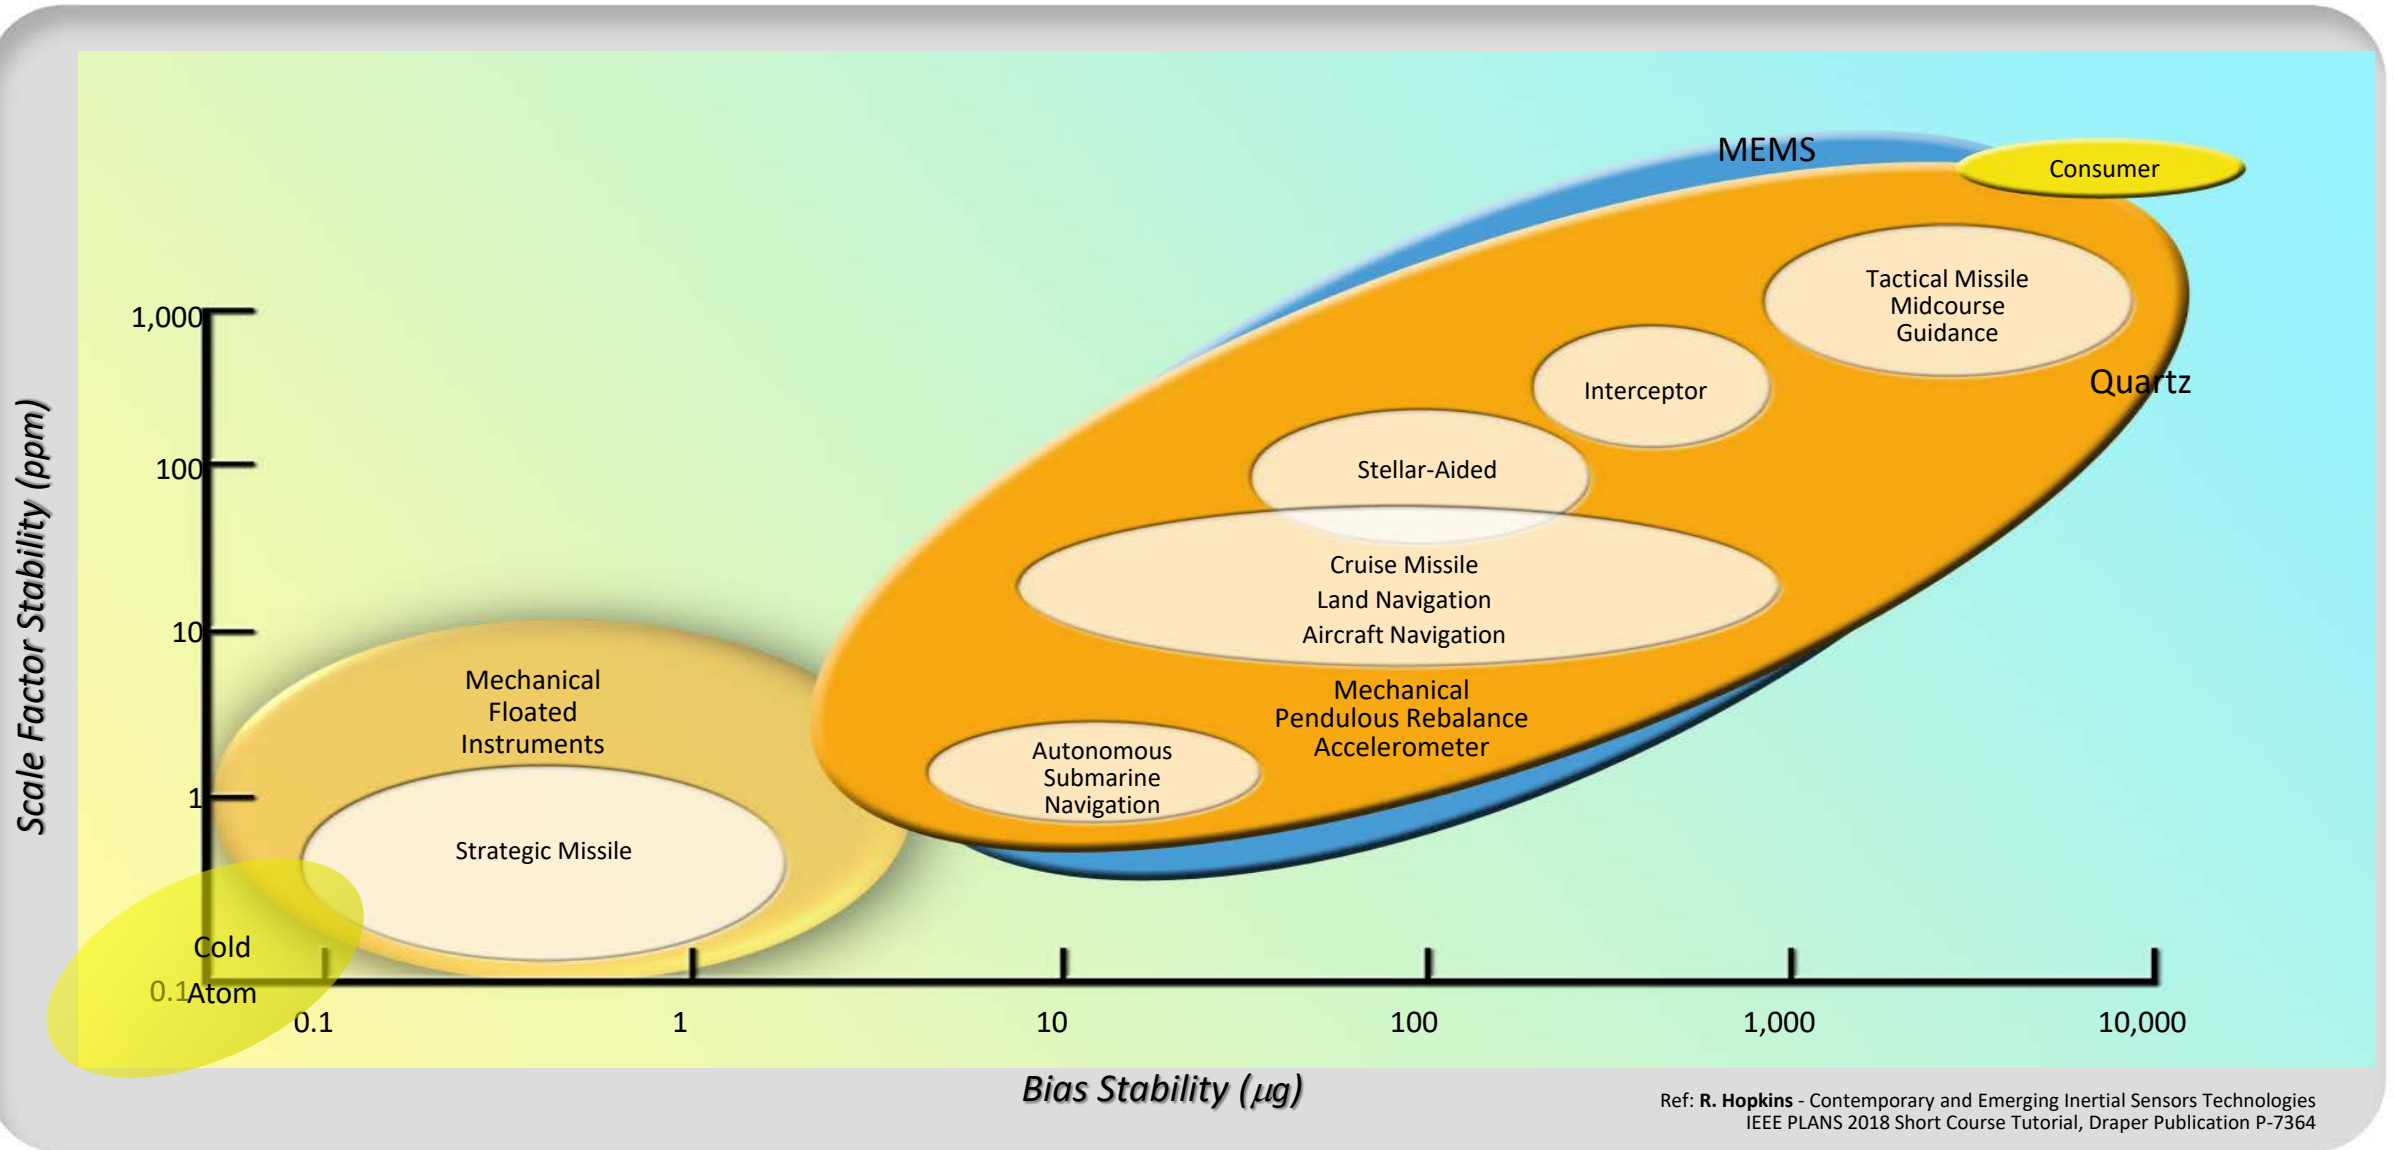 MEMS
Consumer
Tactical Missile
Midcourse
Guidance
Quartz
Interceptor
Stellar-Aided
Cruise Missile
Land Navigation
Aircraft Navigation
Mechanical
Pendulous Rebalance
Accelerometer
Autonomous
Submarine
Navigation
Mechanical
Floated
Instruments
Strategic Missile
Cold
Atom
Scale Factor Stability (ppm)
1,000
100
10
1
0.1
0.1
1
10
100
1,000
10,000
Bias Stability (μg)
Ref: R. Hopkins - Contemporary and Emerging Inertial Sensors Technologies
IEEE PLANS 2018 Short Course Tutorial, Draper Publication P-7364